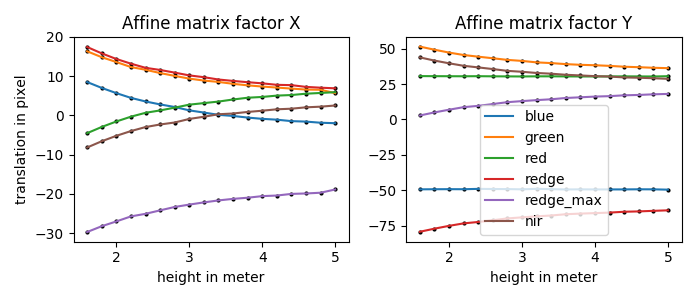 Affine matrix factor X
20
10
0
−10
−20
−30
translation in pixel
2
3
4
5
height in meter
Affine matrix factor Y
50
25
0
−25
−50
−75
blue
green
red
redge
redge_max
nir
2
3
4
5
height in meter